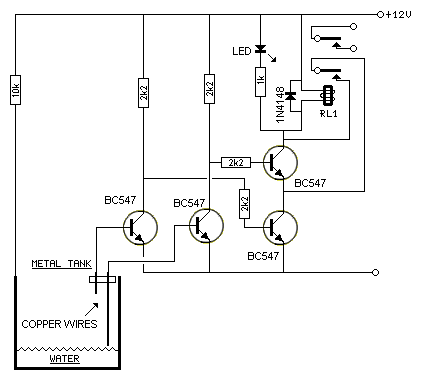 +12V
LED
10k
2k2
2k2
1k
1N4148
RL1
2k2
BC547
2k2
BC547
BC547
BC547
METAL TANK
COPPER WIRES
WATER